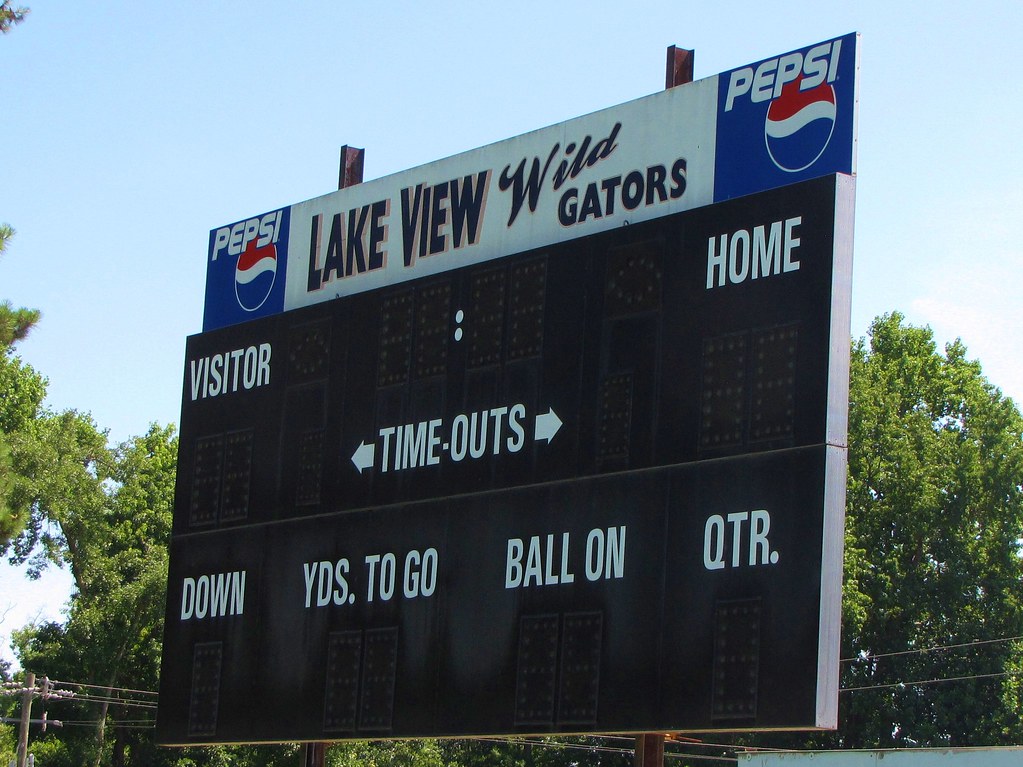 PEPSI
LAKE VIEW Wild GATORS
PEPSI
VISITOR
:
HOME
TIME-OUTS
DOWN
YDS. TO GO
BALL ON
QTR.